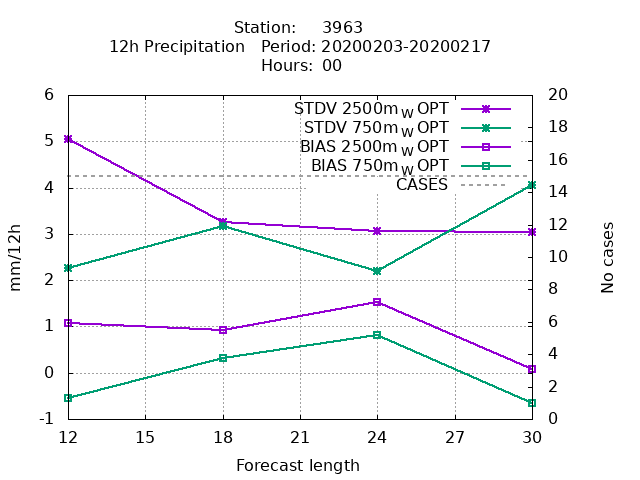 Station: 3963
12h Precipitation Period: 20200203-20200217
Hours: 00
6 20
STDV 2500m W OPT
STDV 750m W OPT
BIAS 2500m W OPT
BIAS 750m W OPT
CASES
5
4
3
2
1
0
-1
18
16
14
12
10
8
6
4
2
0
mm/12h
No cases
12 15 18 21 24 27 30
Forecast length